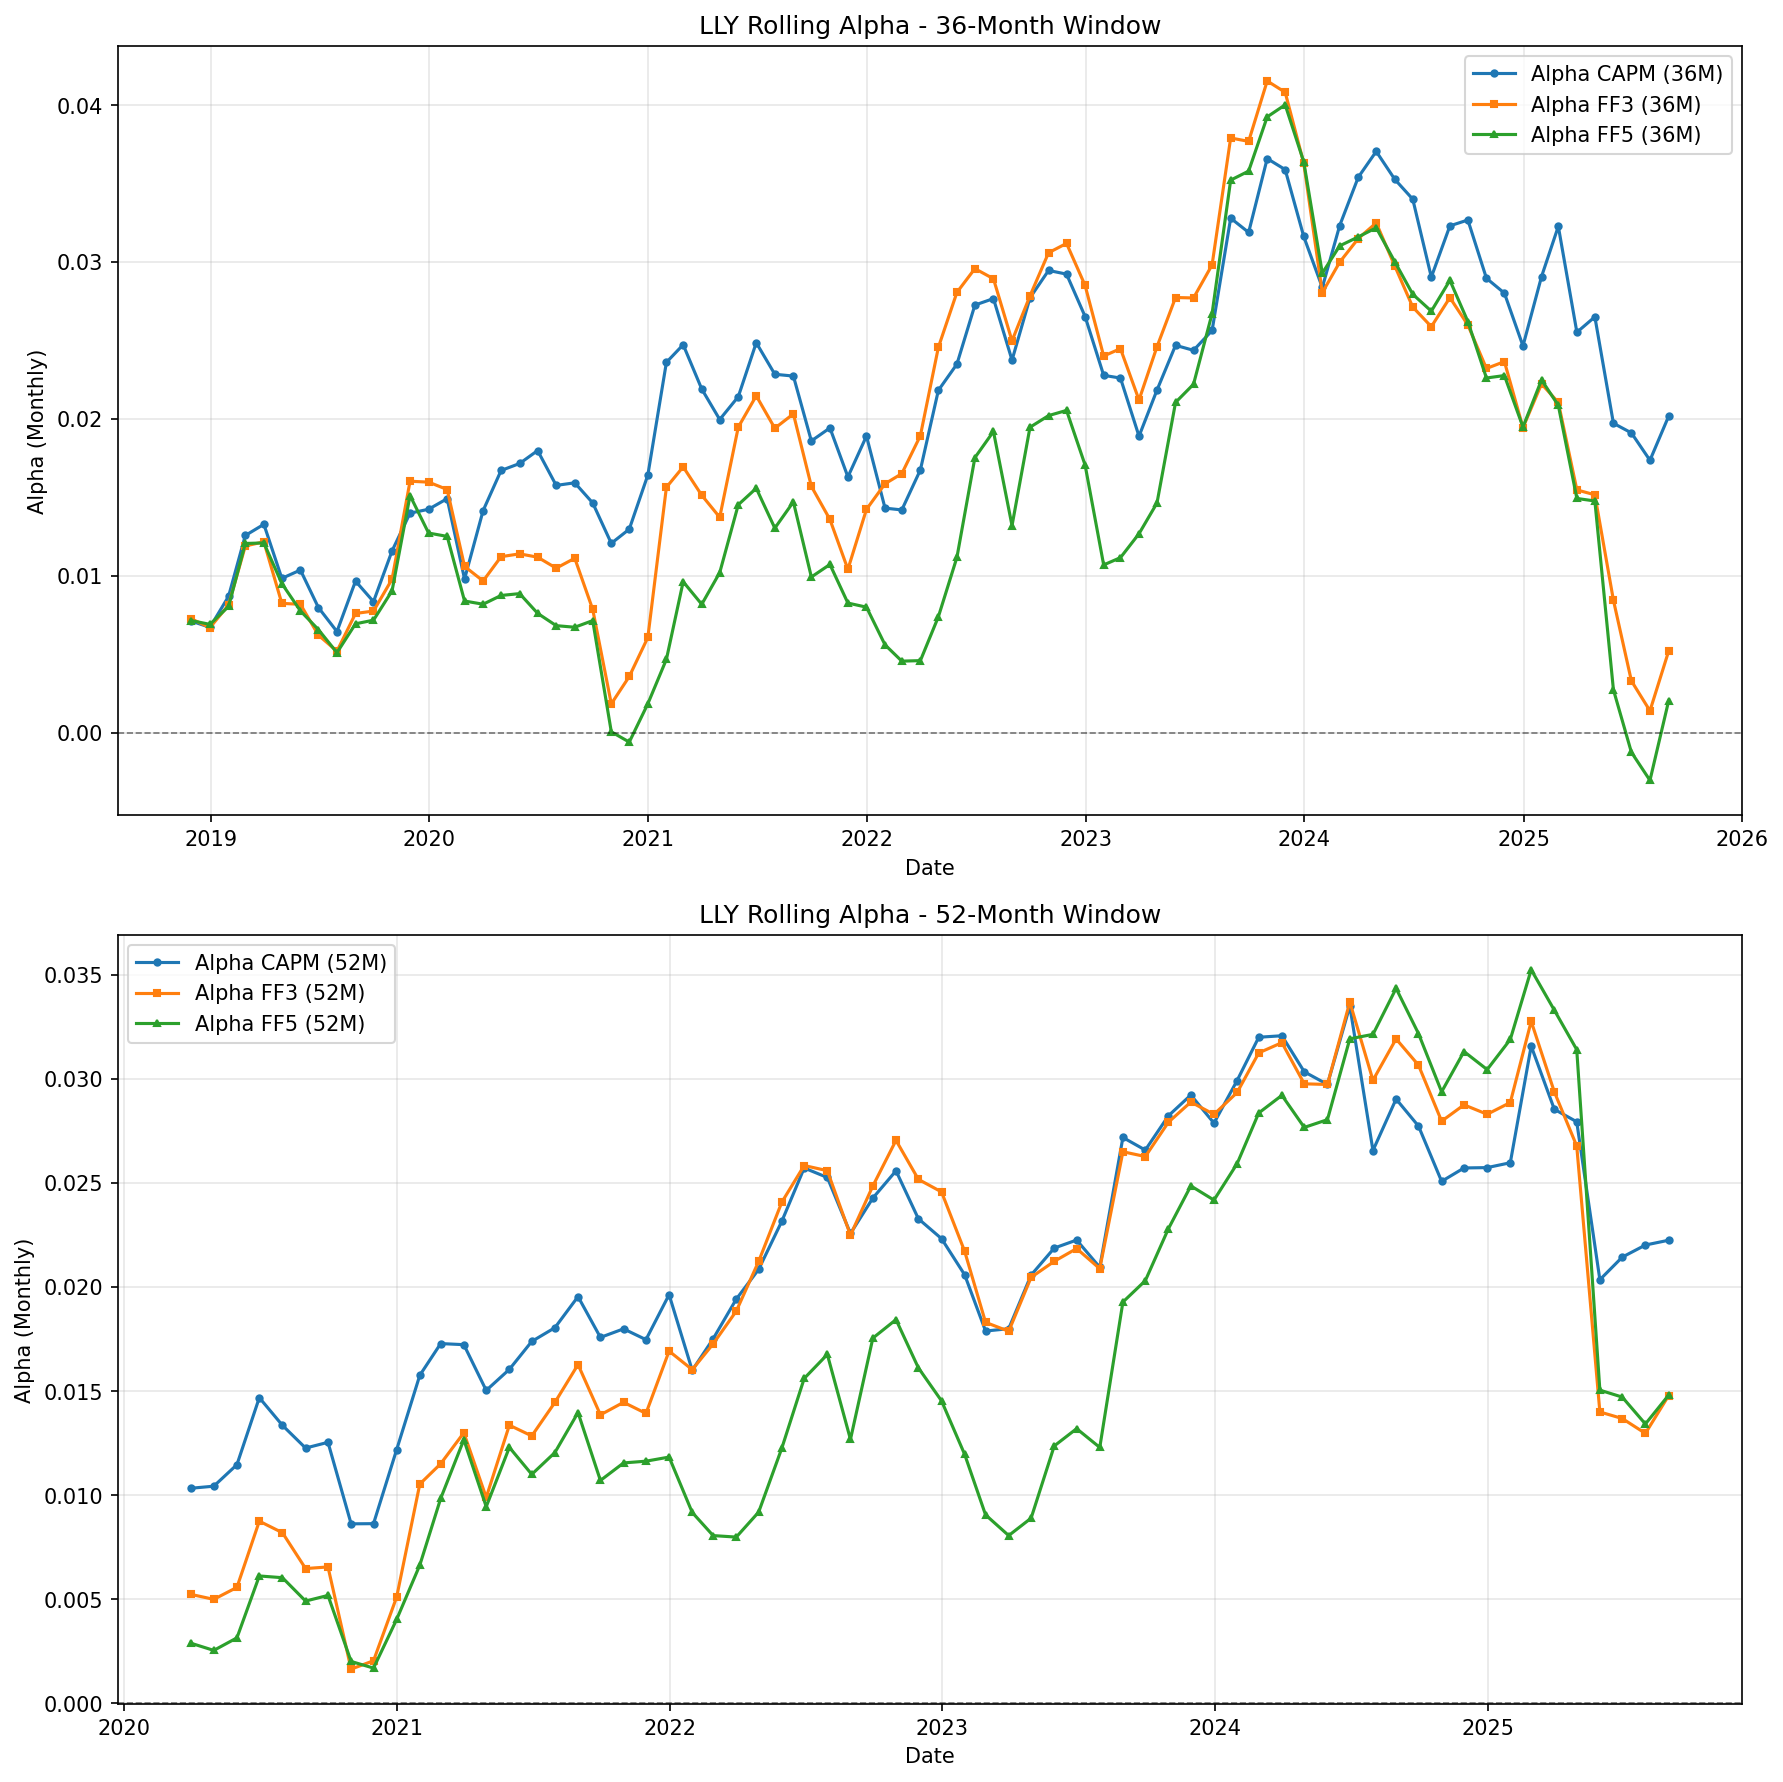 LLY Rolling Alpha - 36-Month Window
Alpha CAPM (36M)
Alpha FF3 (36M)
Alpha FF5 (36M)
Alpha (Monthly)
0.04
0.03
0.02
0.01
0.00
2019 2020 2021 2022 2023 2024 2025 2026
Date
LLY Rolling Alpha - 52-Month Window
Alpha CAPM (52M)
Alpha FF3 (52M)
Alpha FF5 (52M)
Alpha (Monthly)
0.035
0.030
0.025
0.020
0.015
0.010
0.005
0.000
2020 2021 2022 2023 2024 2025
Date